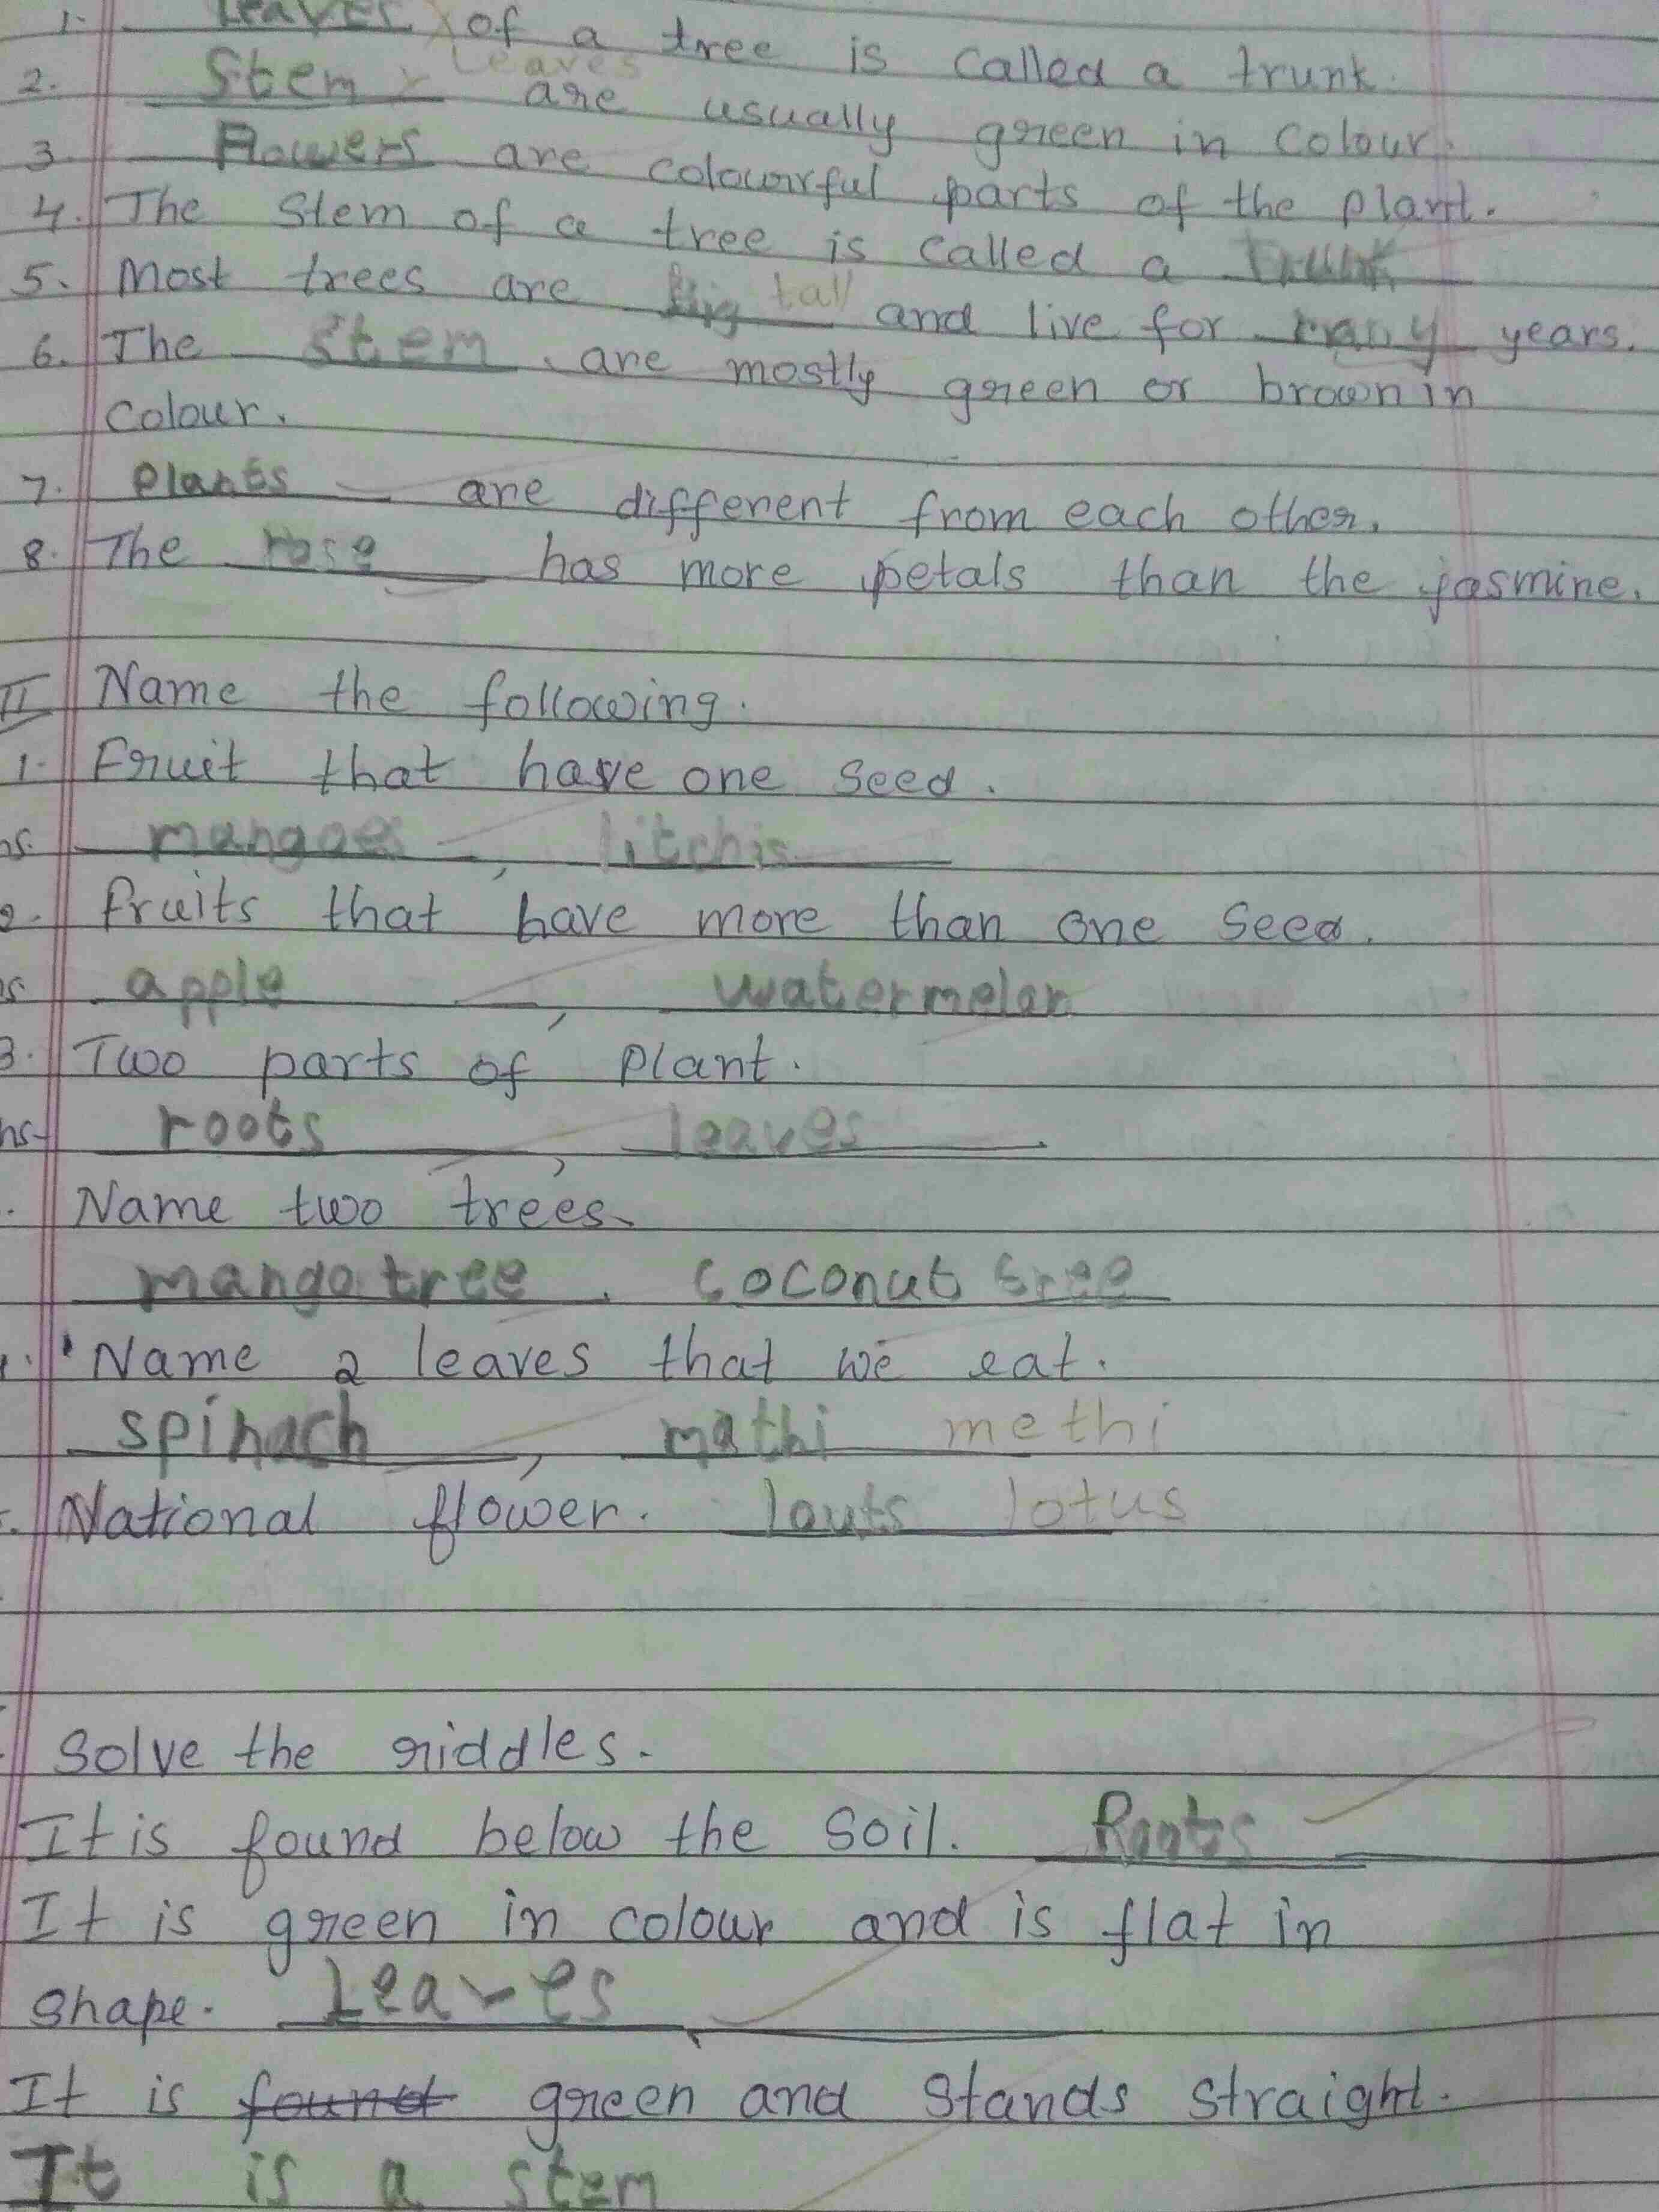 1. Leaves x of a tree is called a trunk.
2. Stem x Leaves are usually green in colour.
3. Flowers are colourful parts of the plant.
4. The Stem of a tree is called a Trunk
5. Most trees are big tall and live for many years.
6. The stem are mostly green or brown in
colour.
7. Plants are different from each other.
8. The rose has more petals than the jasmine.
II Name the following.
1. Fruit that have one seed.
ns. mangoes, litchis
2. fruits that have more than one seed.
ns apple, watermelan
3. Two parts of plant.
ns- roots, leaves.
. Name two trees.
mango tree. coconut tree
Name 2 leaves that we eat.
spinach, mathi methi
. National flower. lauts lotus
Solve the riddles.
It is found below the soil. Roots
It is green in colour and is flat in
shape. Leaves
It is found green and stands straight.
It is a stem